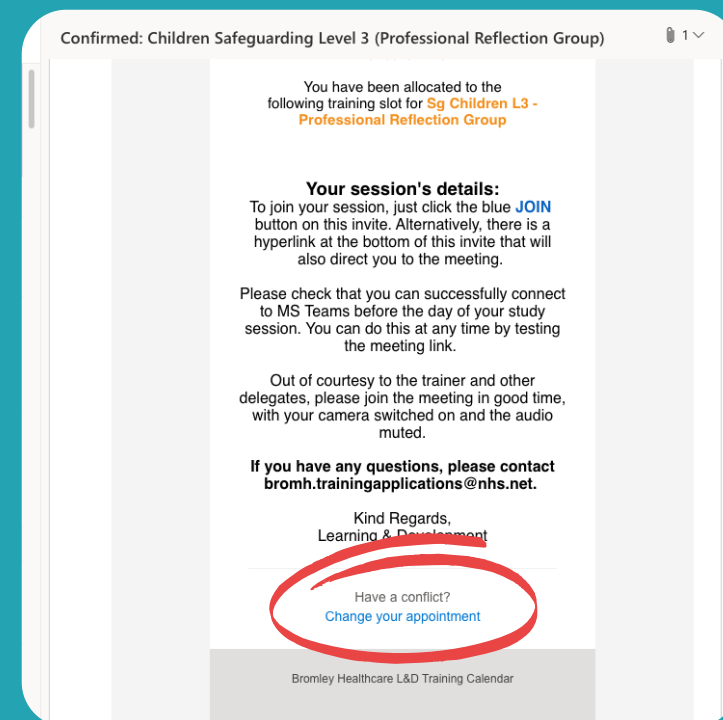 Confirmed: Children Safeguarding Level 3 (Professional Reflection Group)
1
You have been allocated to the
following training slot for Sg Children L3 -
Professional Reflection Group
Your session's details:
To join your session, just click the blue JOIN
button on this invite. Alternatively, there is a
hyperlink at the bottom of this invite that will
also direct you to the meeting.
Please check that you can successfully connect
to MS Teams before the day of your study
session. You can do this at any time by testing
the meeting link.
Out of courtesy to the trainer and other
delegates, please join the meeting in good time,
with your camera switched on and the audio
muted.
If you have any questions, please contact
bromh.trainingapplications@nhs.net.
Kind Regards,
Learning & Development
Have a conflict?
Change your appointment
Bromley Healthcare L&D Training Calendar